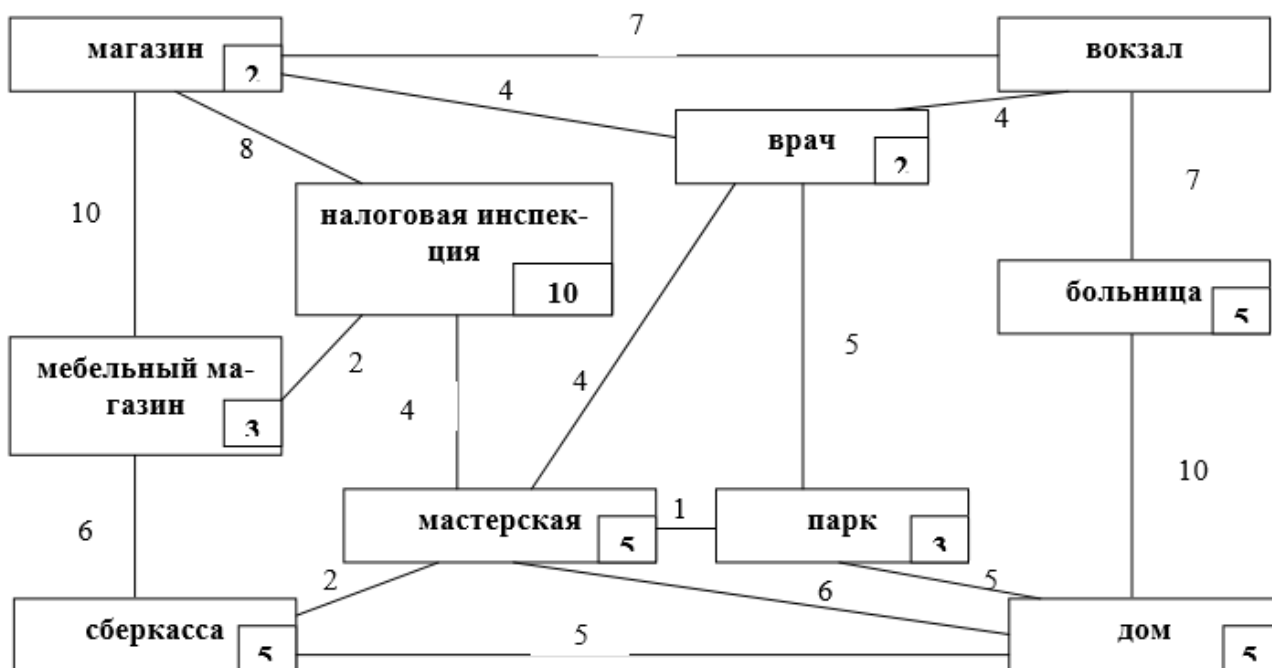 7
магазин
вокзал
2
4
4
врач
8
2
7
10
налоговая инспек-
ция
10
больница
5
5
2
мебельный ма-
газин
3
4
4
10
6
1
мастерская
5
парк
3
2
6
5
сберкасса
5
5
дом
5